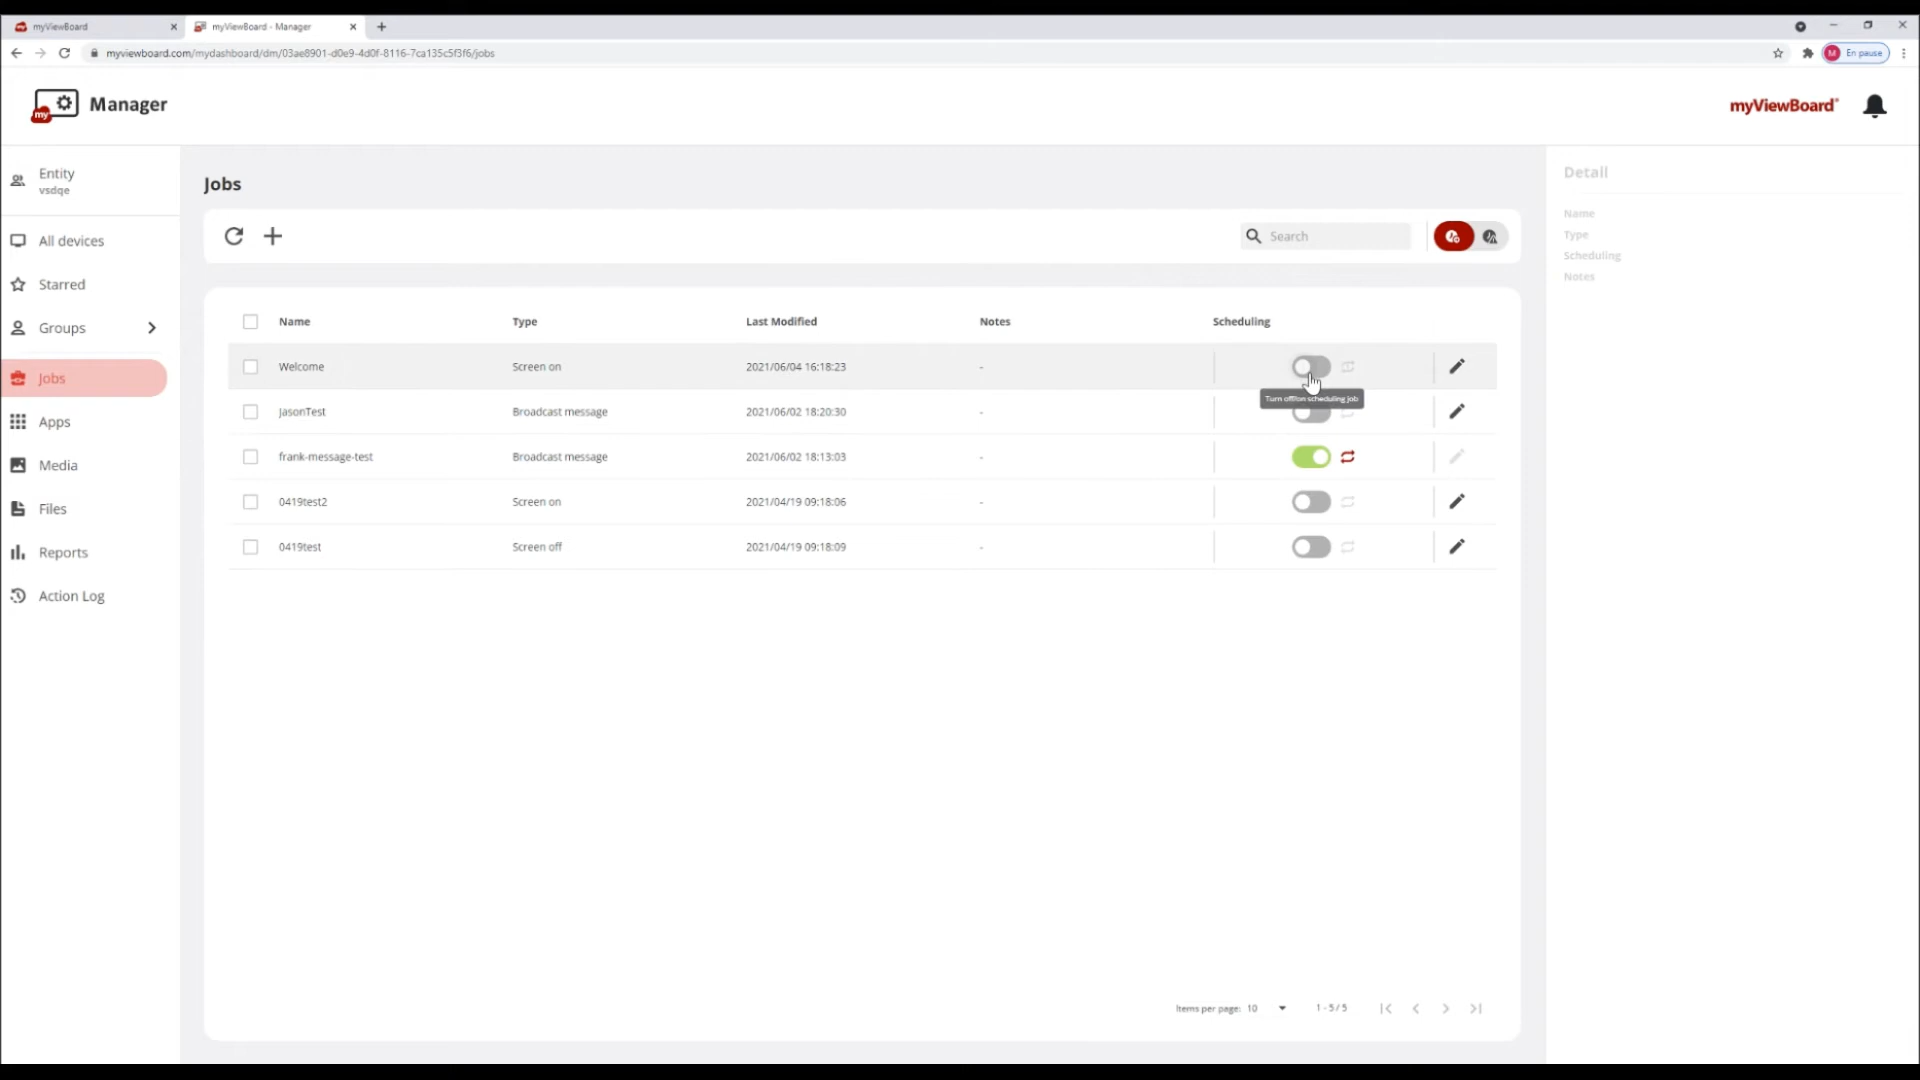 myViewBoard
myViewBoard - Manager
myviewboard.com/mydashboard/dm/03ae8901-d0e9-4d0f-8116-7ca135c5f3f6/jobs
M En pause
my Manager
myViewBoard®
Entity
vsdqe
Jobs
Detail
Name
Type
Scheduling
Notes
All devices
Starred
Groups
Jobs
Apps
Media
Files
Reports
Action Log
Search
Name Type Last Modified Notes Scheduling
Welcome Screen on 2021/06/04 16:18:23 -
Turn off/on scheduling job
JasonTest Broadcast message 2021/06/02 18:20:30 -
frank-message-test Broadcast message 2021/06/02 18:13:03 -
0419test2 Screen on 2021/04/19 09:18:06 -
0419test Screen off 2021/04/19 09:18:09 -
Items per page: 10 1 - 5 / 5